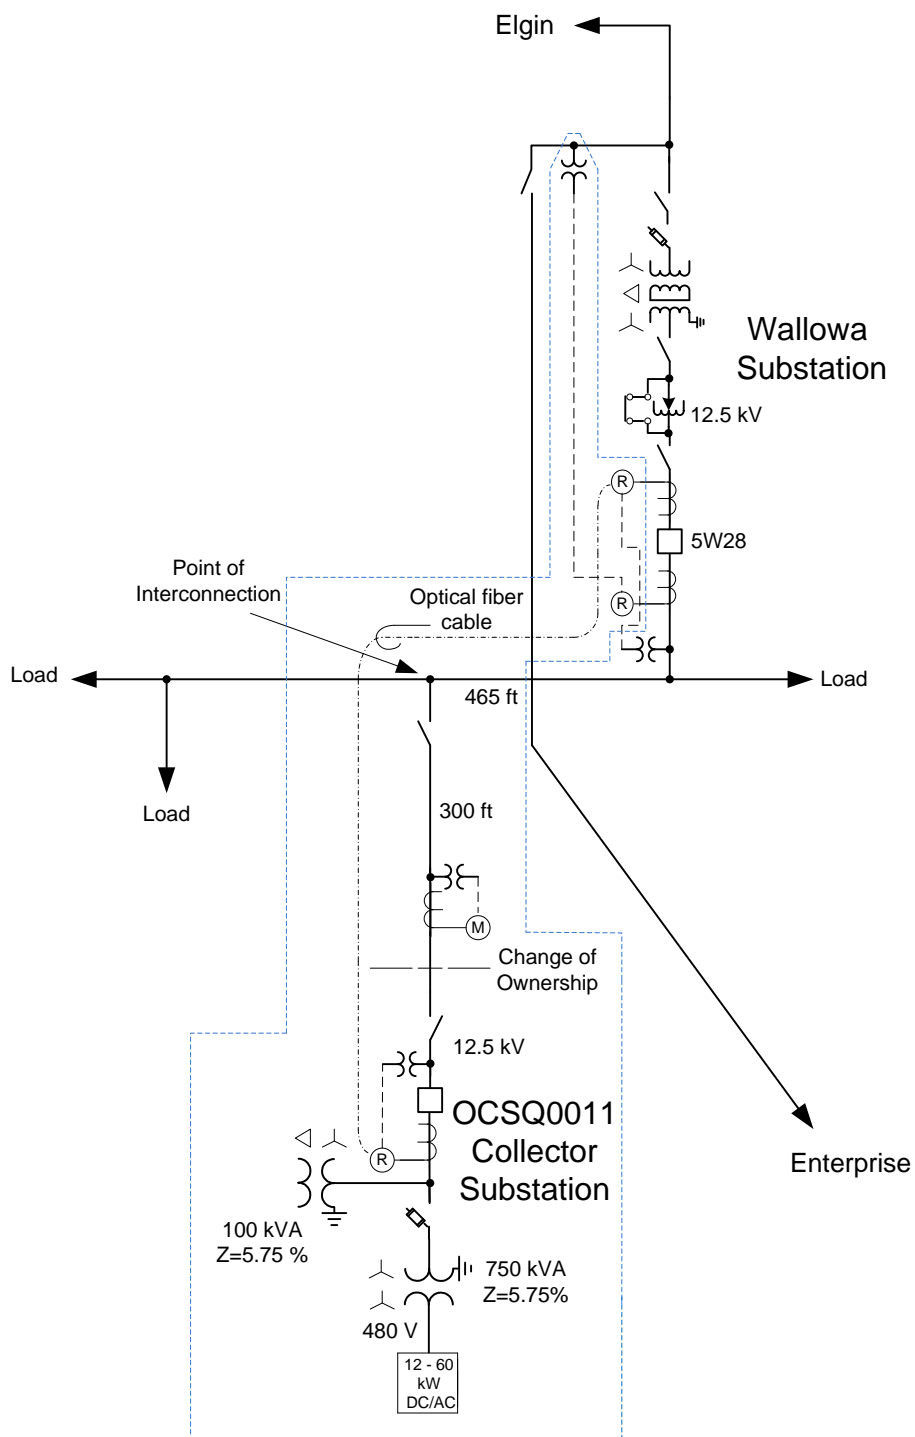 Elgin
Wallowa
Substation
12.5 kV
R
5W28
Point of
Interconnection
Optical fiber
cable
R
Load
465 ft
Load
Load
300 ft
M
Change of
Ownership
12.5 kV
OCSQ0011
Collector
Substation
R
Enterprise
100 kVA
Z=5.75 %
750 kVA
Z=5.75%
480 V
12 - 60
kW
DC/AC